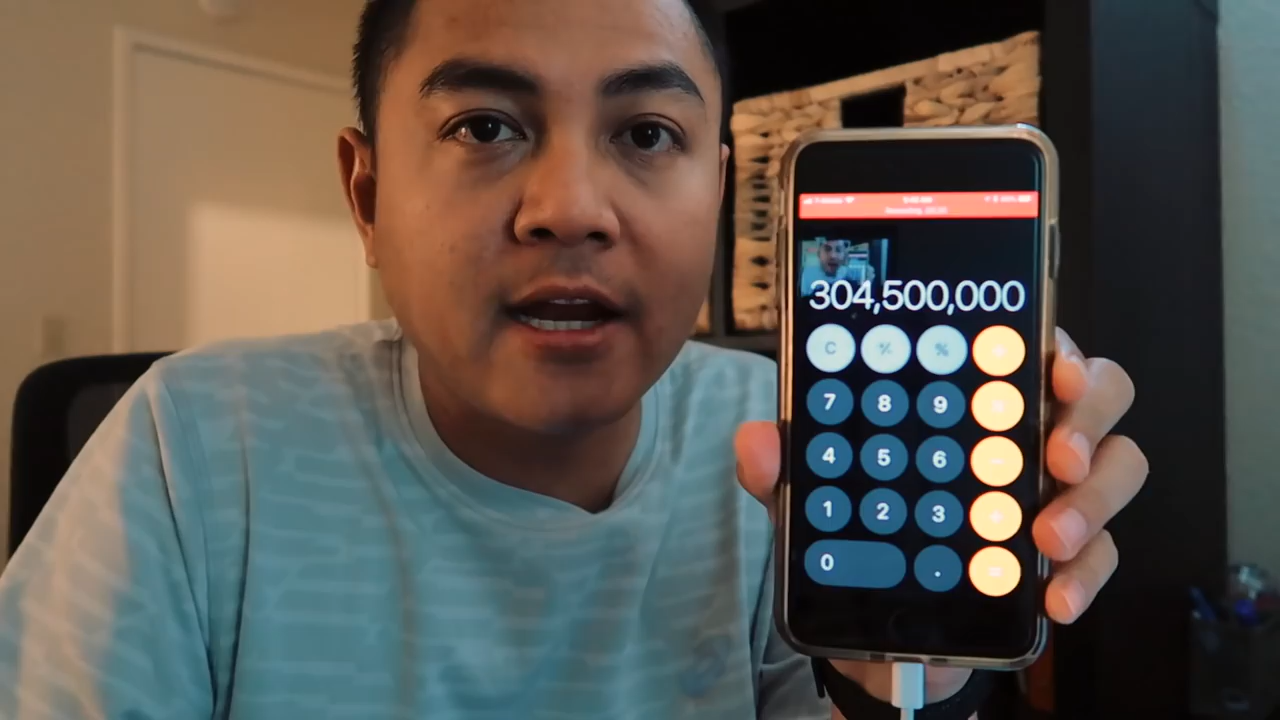 304,500,000
C ⁺∕₋ % ÷
7 8 9 ×
4 5 6 −
1 2 3 +
0 . =